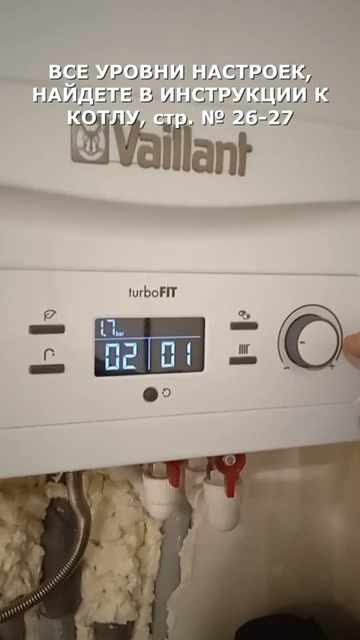 ВСЕ УРОВНИ НАСТРОЕК,
НАЙДЕТЕ В ИНСТРУКЦИИ К
КОТЛУ, стр. № 26-27
Vaillant
turboFIT
1.7 bar
02 01
- +